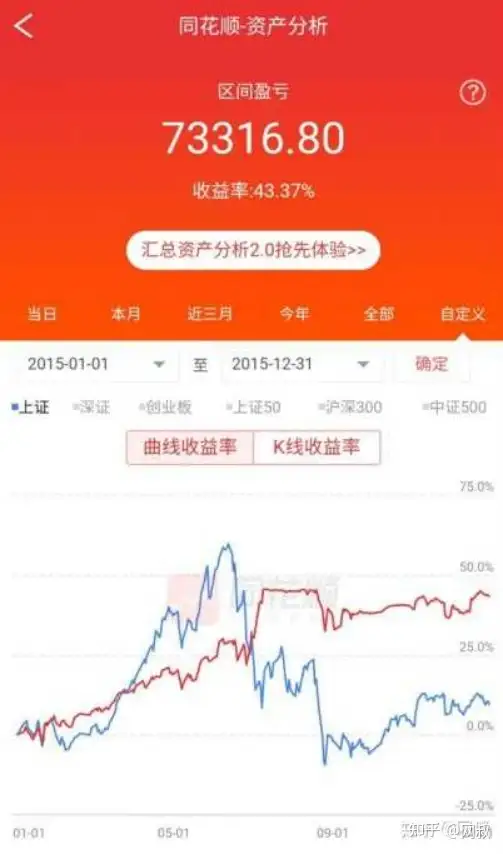 同花顺-资产分析
区间盈亏
?
73316.80
收益率:43.37%
汇总资产分析2.0抢先体验>>
当日 本月 近三月 今年 全部 自定义
2015-01-01 至 2015-12-31 确定
上证 深证 创业板 上证50 沪深300 中证500
曲线收益率 K线收益率
75.0%
50.0%
同花顺
25.0%
0.0%
-25.0%
01-01 05-01 09-01
知乎 @网叔